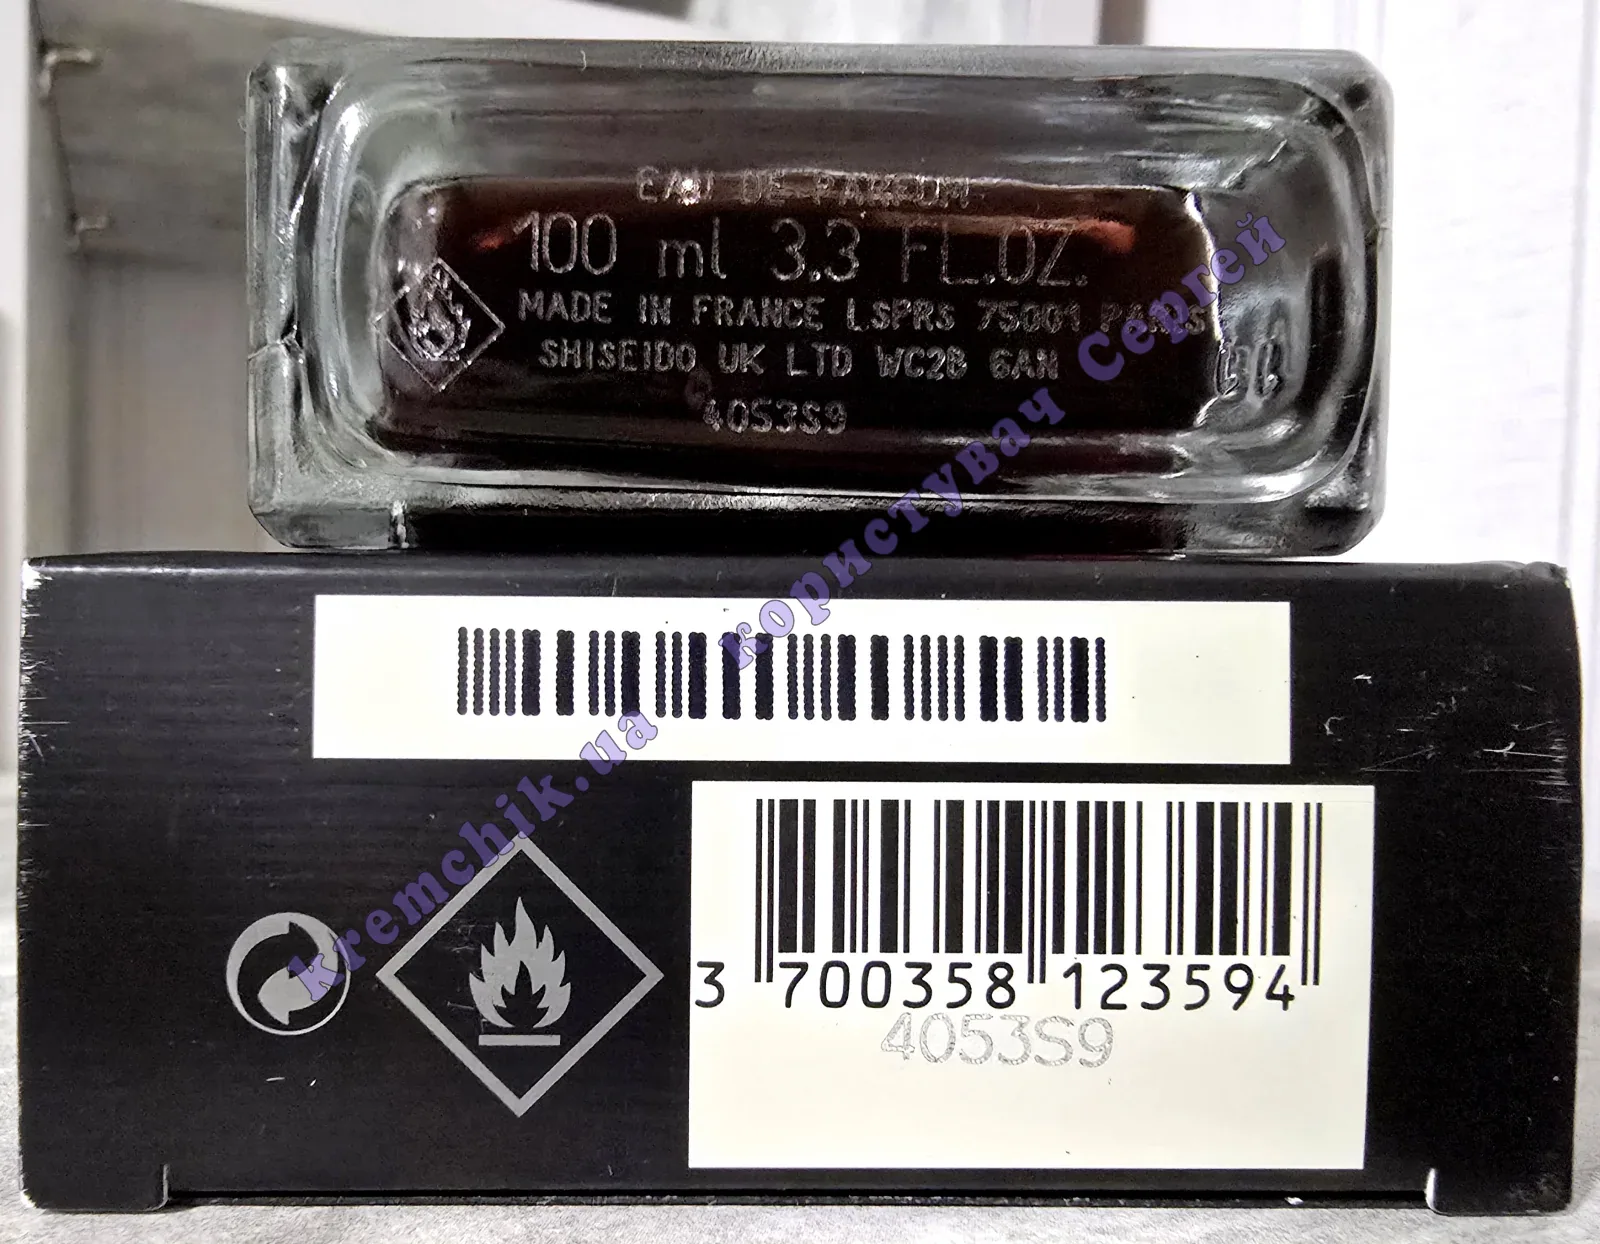 EAU DE PARFUM
100 ml 3.3 FL.OZ.
MADE IN FRANCE LSPRS 75001 PARIS
SHISEIDO UK LTD WC2B 6AN
4053S9
3 700358 123594
4053S9
kremchik.ua користувач Сергей